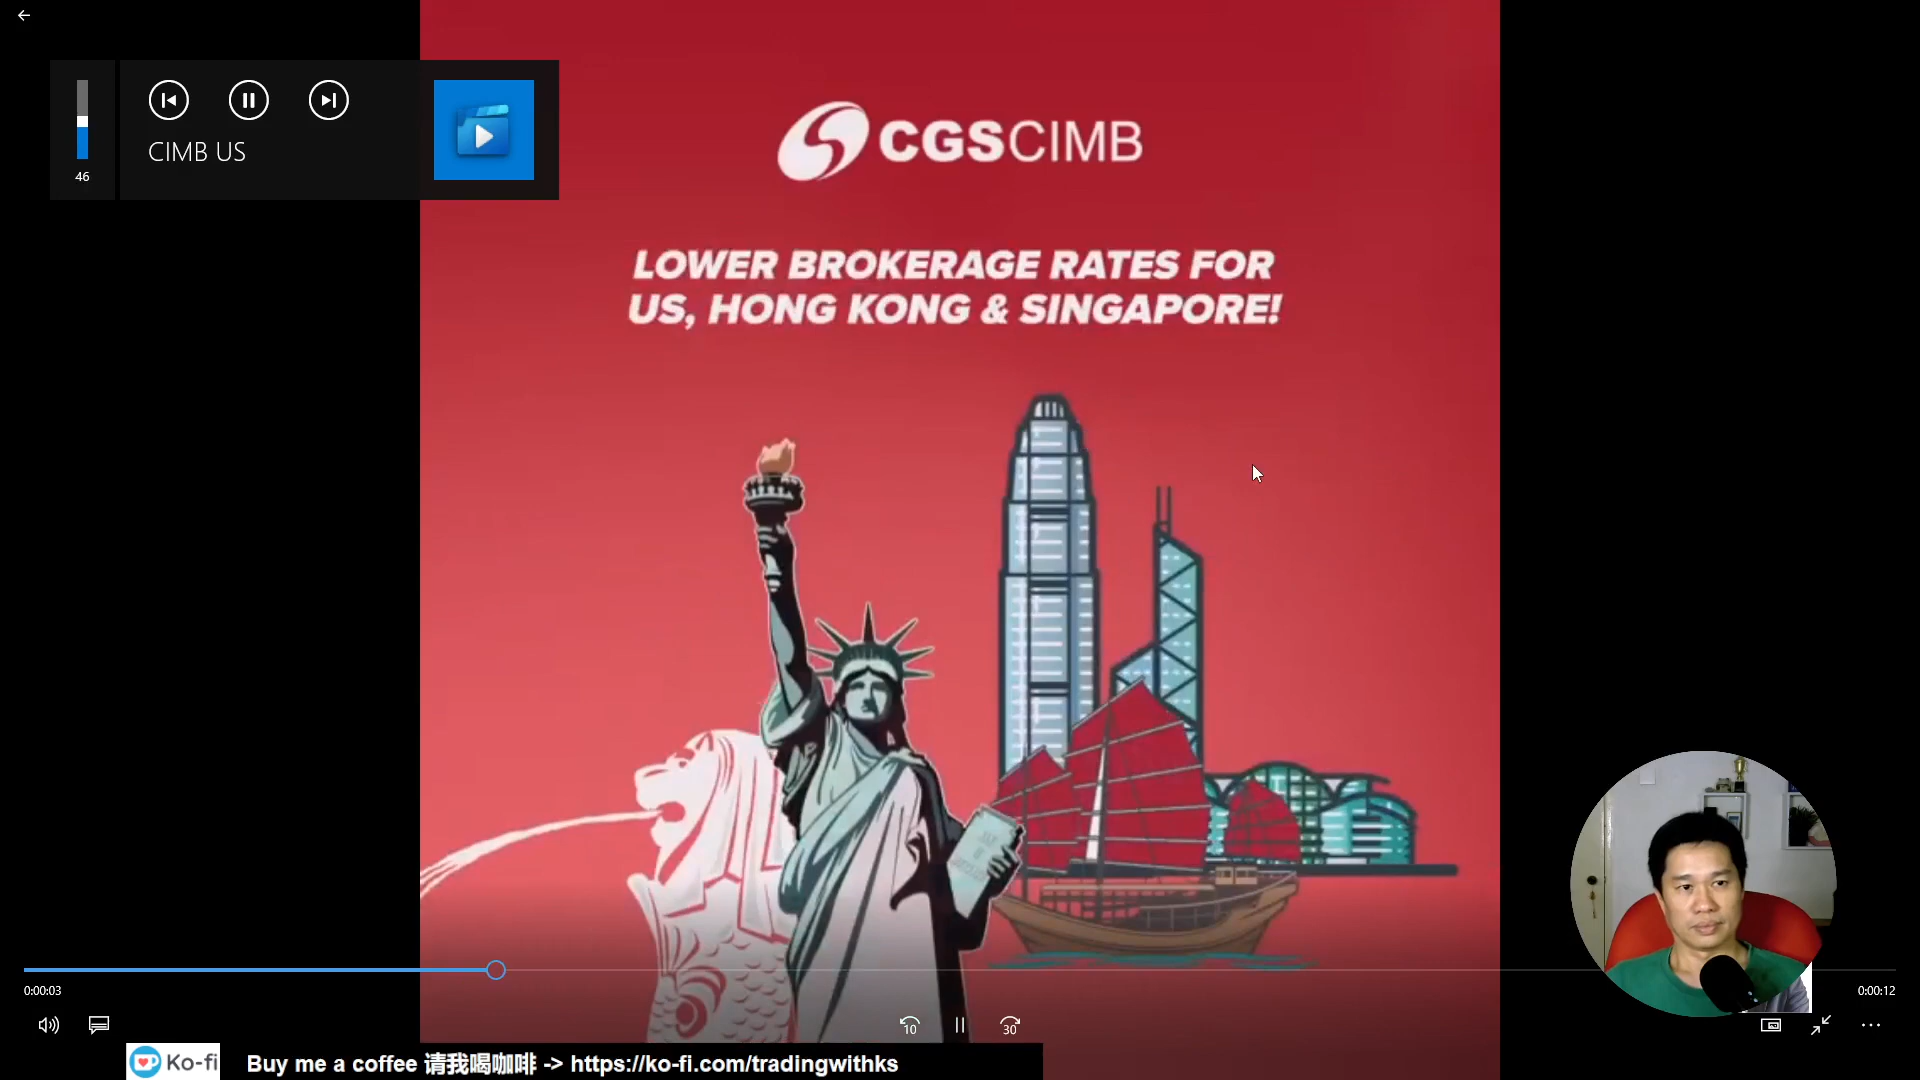 CIMB US
46
CGSCIMB
LOWER BROKERAGE RATES FOR
US, HONG KONG & SINGAPORE!
0:00:03
0:00:12
10
30
Ko-fi
Buy me a coffee 请我喝咖啡 -> https://ko-fi.com/tradingwithks